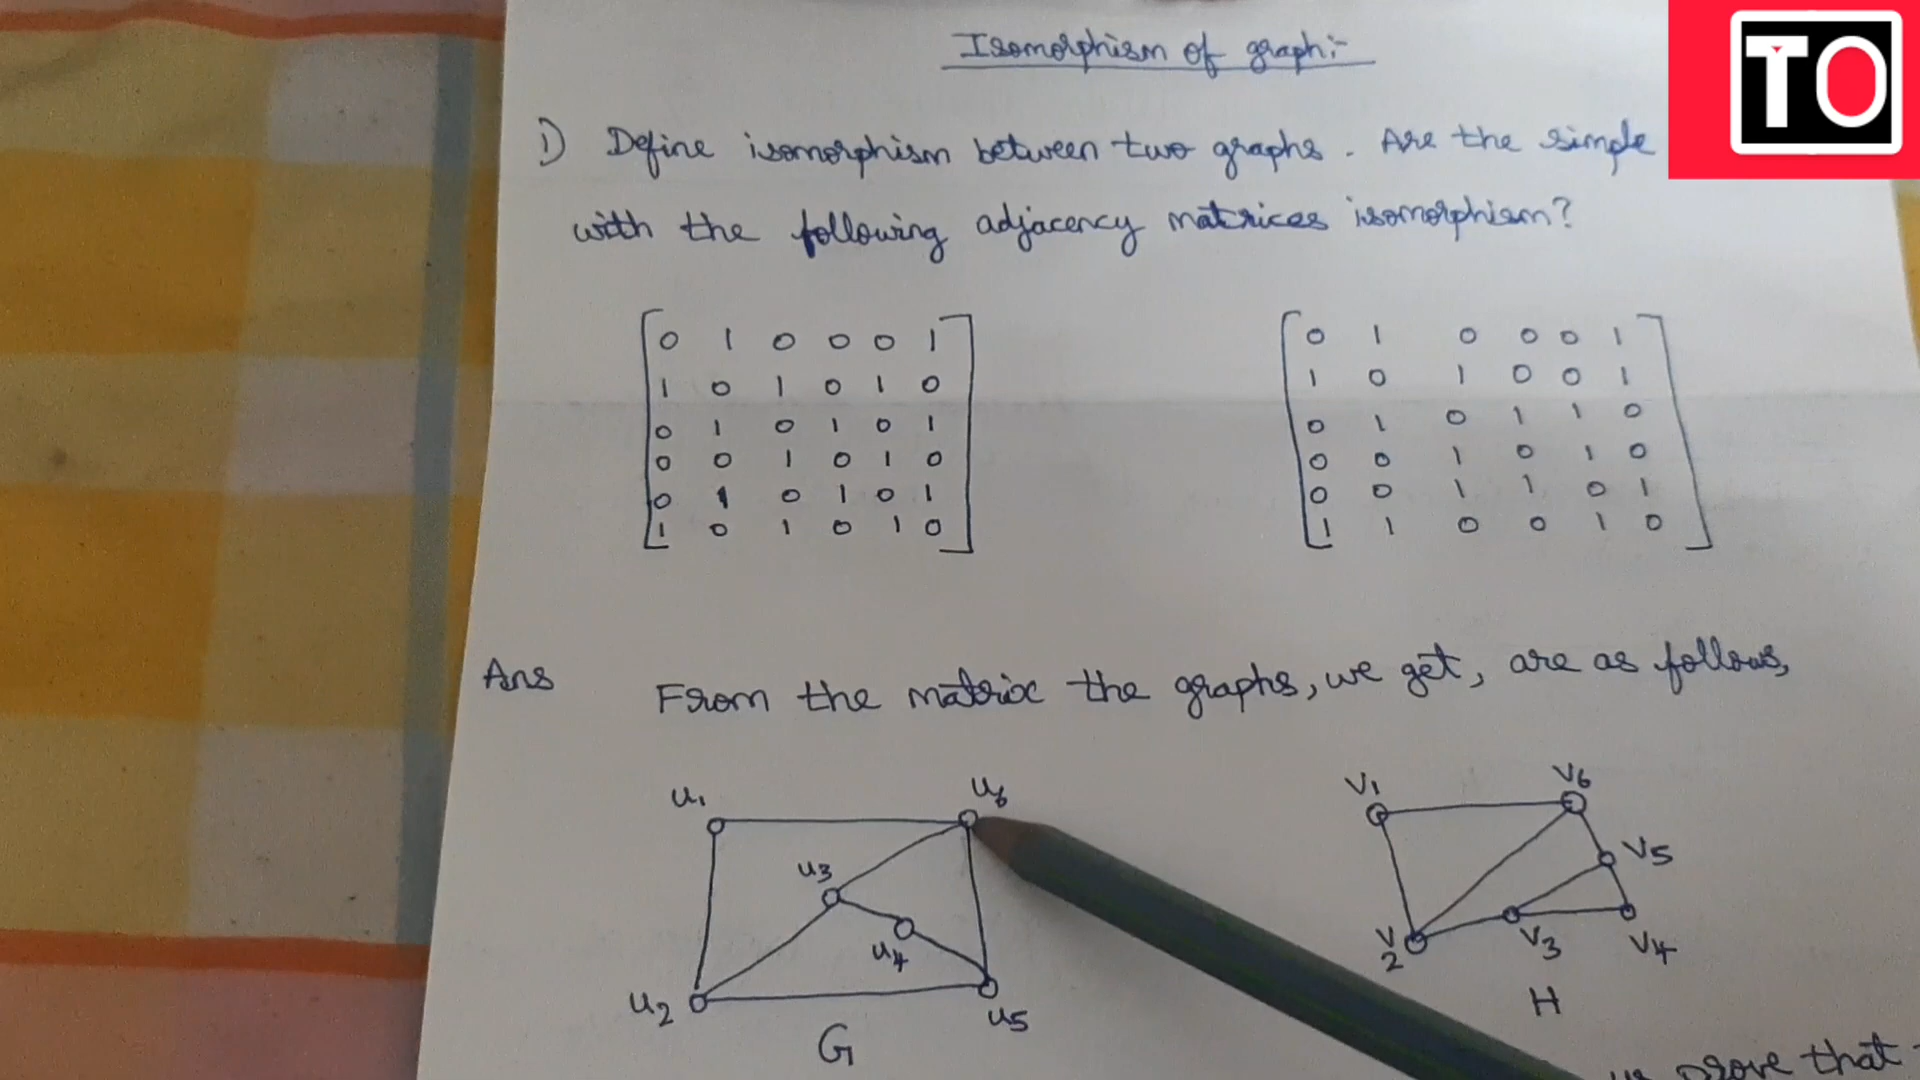 TO
Isomorphism of graph:-
1) Define isomorphism between two graphs. Are the simple
with the following adjacency matrices isomorphism?
0 1 0 0 0 1
1 0 1 0 1 0
0 1 0 1 0 1
0 0 1 0 1 0
0 1 0 1 0 1
1 0 1 0 1 0
0 1 0 0 0 1
1 0 1 0 0 1
0 1 0 1 1 0
0 0 1 0 1 0
0 0 1 1 0 1
1 1 0 0 1 0
Ans From the matrix the graphs, we get, are as follows,
u1 u6
u3
u4
u2 u5
G
V1 V6
V5
V2 V3 V4
H
prove that